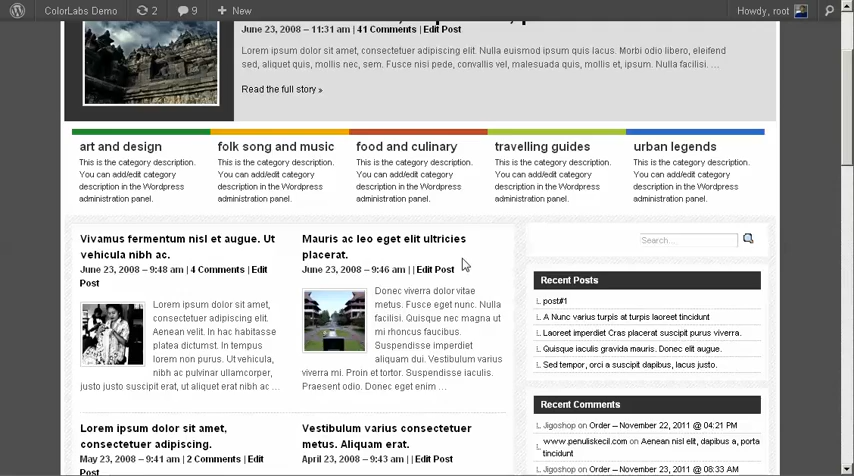 ColorLabs Demo 2 9 + New Howdy, root
June 23, 2008 – 11:31 am | 41 Comments | Edit Post
Lorem ipsum dolor sit amet, consectetuer adipiscing elit. Nulla euismod ipsum quis lacus. Morbi odio libero, eleifend
sed, aliquet quis, mollis nec, sem. Fusce nisi pede, convallis vel, malesuada quis, mollis et, ipsum. Nulla facilisi. ...
Read the full story »
art and design
This is the category description.
You can add/edit category
description in the Wordpress
administration panel.
folk song and music
This is the category description.
You can add/edit category
description in the Wordpress
administration panel.
food and culinary
This is the category description.
You can add/edit category
description in the Wordpress
administration panel.
travelling guides
This is the category description.
You can add/edit category
description in the Wordpress
administration panel.
urban legends
This is the category description.
You can add/edit category
description in the Wordpress
administration panel.
Vivamus fermentum nisl et augue. Ut
vehicula nibh ac.
June 23, 2008 – 9:48 am | 4 Comments | Edit
Post
Lorem ipsum dolor sit
amet, consectetuer
adipiscing elit.
Aenean velit. In hac habitasse
platea dictumst. In tempus
lorem non purus. Ut vehicula,
nibh ac pulvinar ullamcorper,
justo justo suscipit erat, ut aliquet erat nibh ac ...
Mauris ac leo eget elit ultricies
placerat.
June 23, 2008 – 9:46 am | | Edit Post
Donec viverra dolor vitae
metus. Fusce eget nunc. Nulla
facilisi. Quisque nec magna ut
mi rhoncus faucibus.
Suspendisse imperdiet
aliquam dui. Vestibulum varius
viverra mi. Proin et tortor. Suspendisse iaculis.
Praesent odio. Donec eget enim ...
Lorem ipsum dolor sit amet,
consectetuer adipiscing.
May 23, 2008 – 9:41 am | 2 Comments | Edit
Post
Vestibulum varius consectetuer
metus. Aliquam erat.
April 23, 2008 – 9:43 am | | Edit Post
Search...
Recent Posts
post#1
A Nunc varius turpis at turpis laoreet tincidunt
Laoreet imperdiet Cras placerat suscipit purus viverra.
Quisque iaculis gravida mauris. Donec elit augue.
Sed tempor, orci a suscipit dapibus, lacus justo.
Recent Comments
Jigoshop on Order – November 22, 2011 @ 04:21 PM
www.penuliskecil.com on Aenean nisl elit, dapibus a, porta
tincidunt
Jigoshop on Order – November 23, 2011 @ 08:33 AM